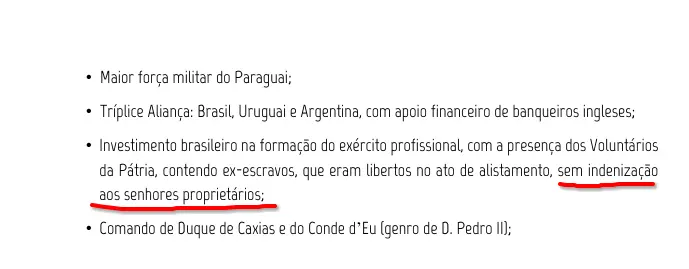 • Maior força militar do Paraguai;
• Tríplice Aliança: Brasil, Uruguai e Argentina, com apoio financeiro de banqueiros ingleses;
• Investimento brasileiro na formação do exército profissional, com a presença dos Voluntários
da Pátria, contendo ex-escravos, que eram libertos no ato de alistamento, sem indenização
aos senhores proprietários;
• Comando de Duque de Caxias e do Conde d’Eu (genro de D. Pedro II);